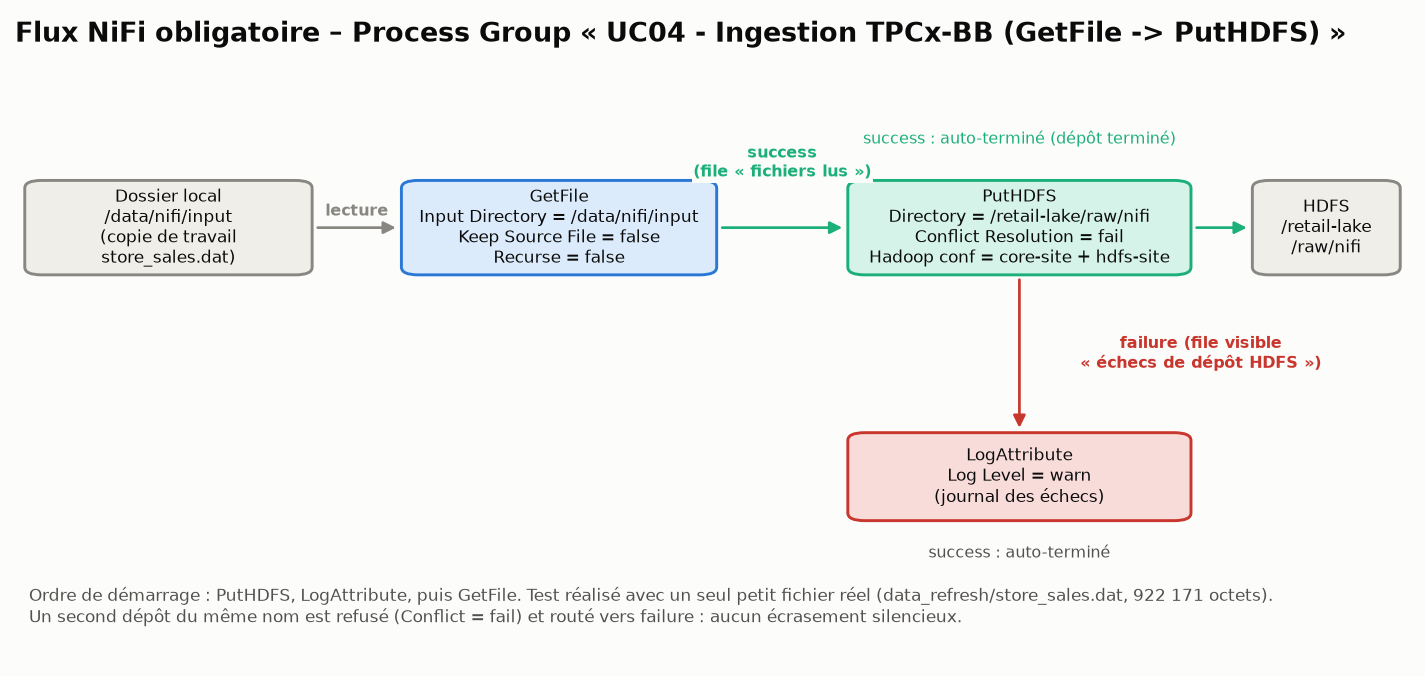 Flux NiFi obligatoire – Process Group « UC04 - Ingestion TPCx-BB (GetFile -> PutHDFS) »
success : auto-terminé (dépôt terminé)
success
(file « fichiers lus »)
Dossier local
/data/nifi/input
(copie de travail
store_sales.dat)
lecture
GetFile
Input Directory = /data/nifi/input
Keep Source File = false
Recurse = false
PutHDFS
Directory = /retail-lake/raw/nifi
Conflict Resolution = fail
Hadoop conf = core-site + hdfs-site
HDFS
/retail-lake
/raw/nifi
failure (file visible
« échecs de dépôt HDFS »)
LogAttribute
Log Level = warn
(journal des échecs)
success : auto-terminé
Ordre de démarrage : PutHDFS, LogAttribute, puis GetFile. Test réalisé avec un seul petit fichier réel (data_refresh/store_sales.dat, 922 171 octets).
Un second dépôt du même nom est refusé (Conflict = fail) et routé vers failure : aucun écrasement silencieux.